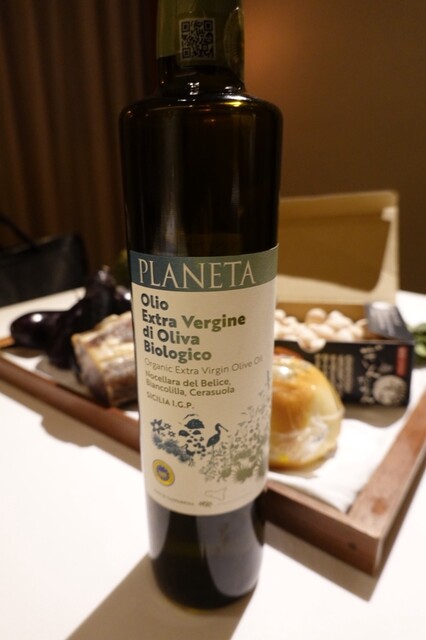 PLANETA
Olio
Extra Vergine
di Oliva
Biologico
Organic Extra Virgin Olive Oil
Nocellara del Belice,
Biancolilla, Cerasuola
SICILIA I.G.P.